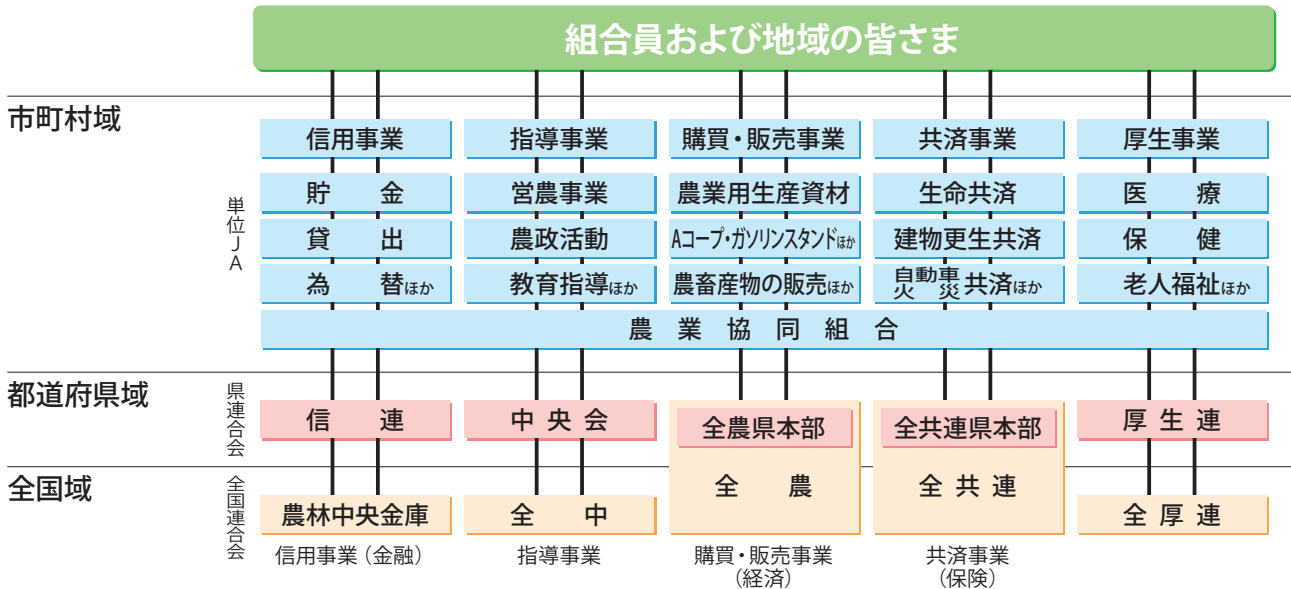 組合員および地域の皆さま
市町村域
信用事業 指導事業 購買・販売事業 共済事業 厚生事業
単位JA
貯金 営農事業 農業用生産資材 生命共済 医療
貸出 農政活動 Aコープ・ガソリンスタンドほか 建物更生共済 保健
為替ほか 教育指導ほか 農畜産物の販売ほか 自動車火災共済ほか 老人福祉ほか
農業協同組合
都道府県域
県連合会
信連 中央会 全農県本部 全共連県本部 厚生連
全国域
全国連合会
全農 全共連
農林中央金庫 全中 全厚連
信用事業(金融) 指導事業 購買・販売事業 共済事業
(経済) (保険)